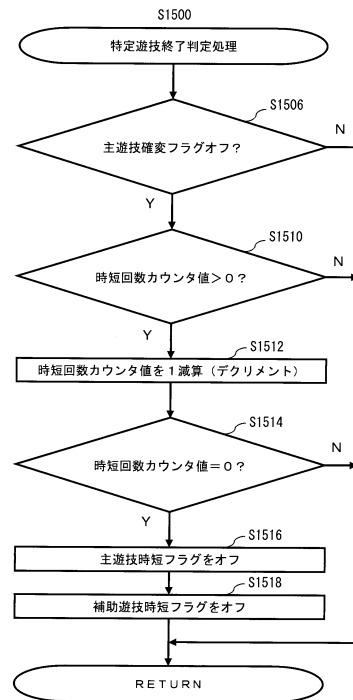 S1500
特定遊技終了判定処理
S1506
主遊技確変フラグオフ?
N
Y
S1510
時短回数カウンタ値>0?
N
Y
S1512
時短回数カウンタ値を1減算(デクリメント)
S1514
時短回数カウンタ値=0?
N
Y
S1516
主遊技時短フラグをオフ
S1518
補助遊技時短フラグをオフ
RETURN